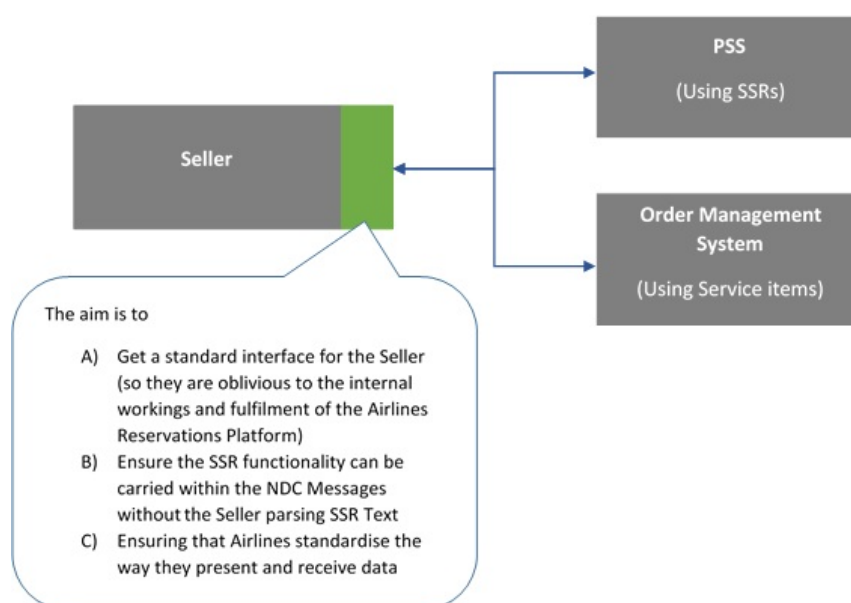 PSS
(Using SSRs)
Seller
Order Management
System
(Using Service items)
The aim is to
A) Get a standard interface for the Seller
(so they are oblivious to the internal
workings and fulfilment of the Airlines
Reservations Platform)
B) Ensure the SSR functionality can be
carried within the NDC Messages
without the Seller parsing SSR Text
C) Ensuring that Airlines standardise the
way they present and receive data